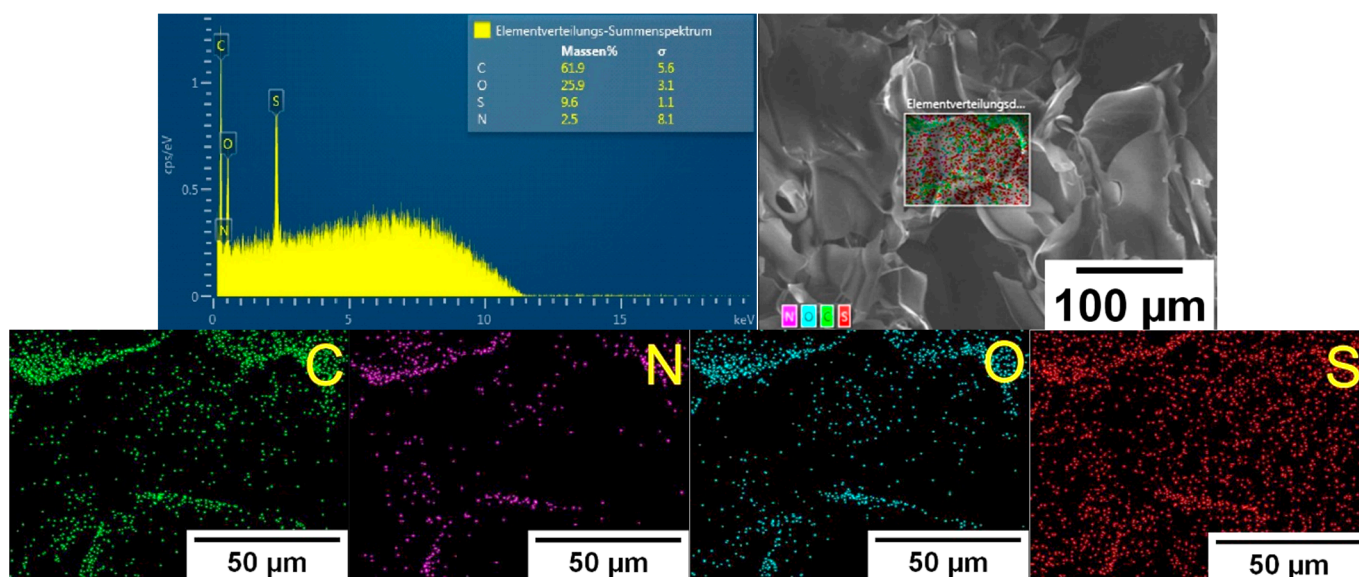 Elementverteilungs-Summenspektrum
Massen% σ
C 61.9 5.6
O 25.9 3.1
S 9.6 1.1
N 2.5 8.1
C
S
O
N
1
0.5
0
cps/eV
0 5 10 15 keV
Elementverteilungsd...
N O C S
100 µm
C
N
O
S
50 µm
50 µm
50 µm
50 µm